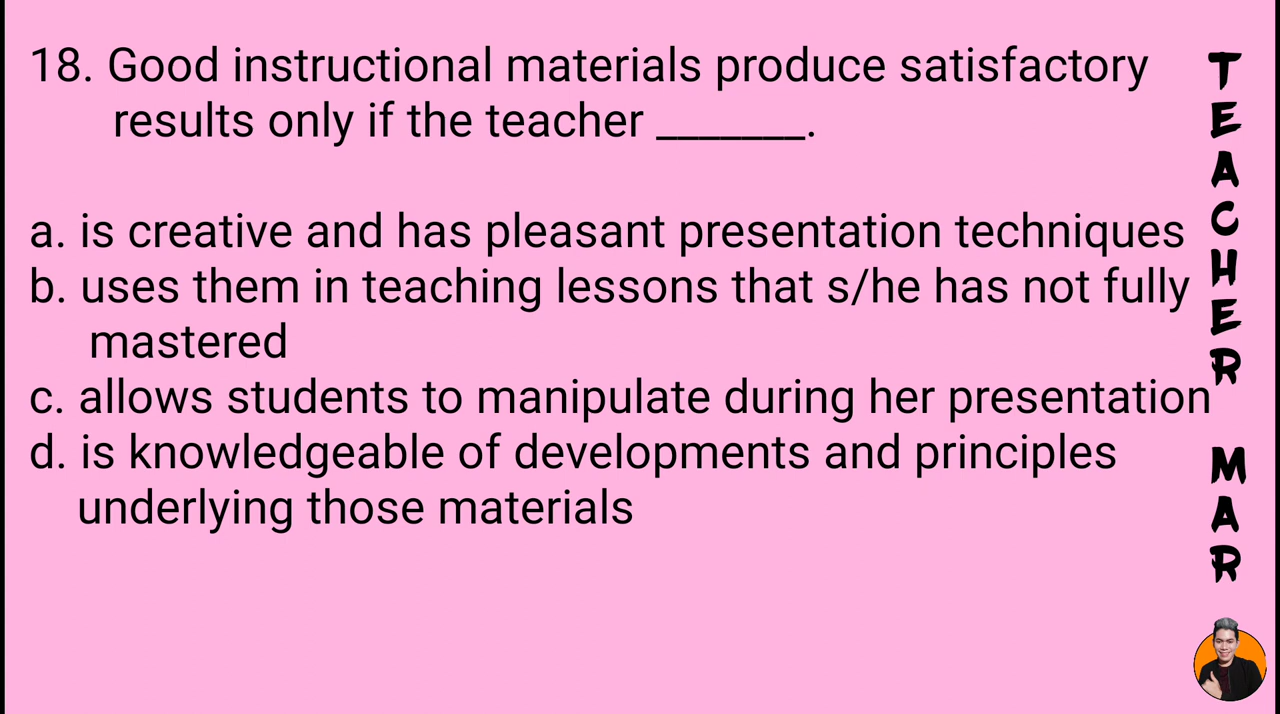 18. Good instructional materials produce satisfactory
results only if the teacher _______.
a. is creative and has pleasant presentation techniques
b. uses them in teaching lessons that s/he has not fully
mastered
c. allows students to manipulate during her presentation
d. is knowledgeable of developments and principles
underlying those materials
TEACHER MAR